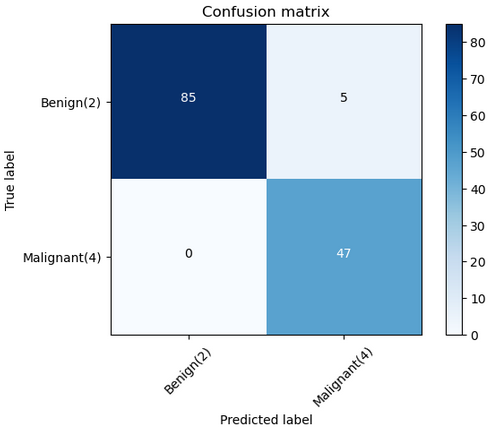 Confusion matrix
True label
Benign(2)
85
5
Malignant(4)
0
47
Benign(2)
Malignant(4)
Predicted label
80
70
60
50
40
30
20
10
0